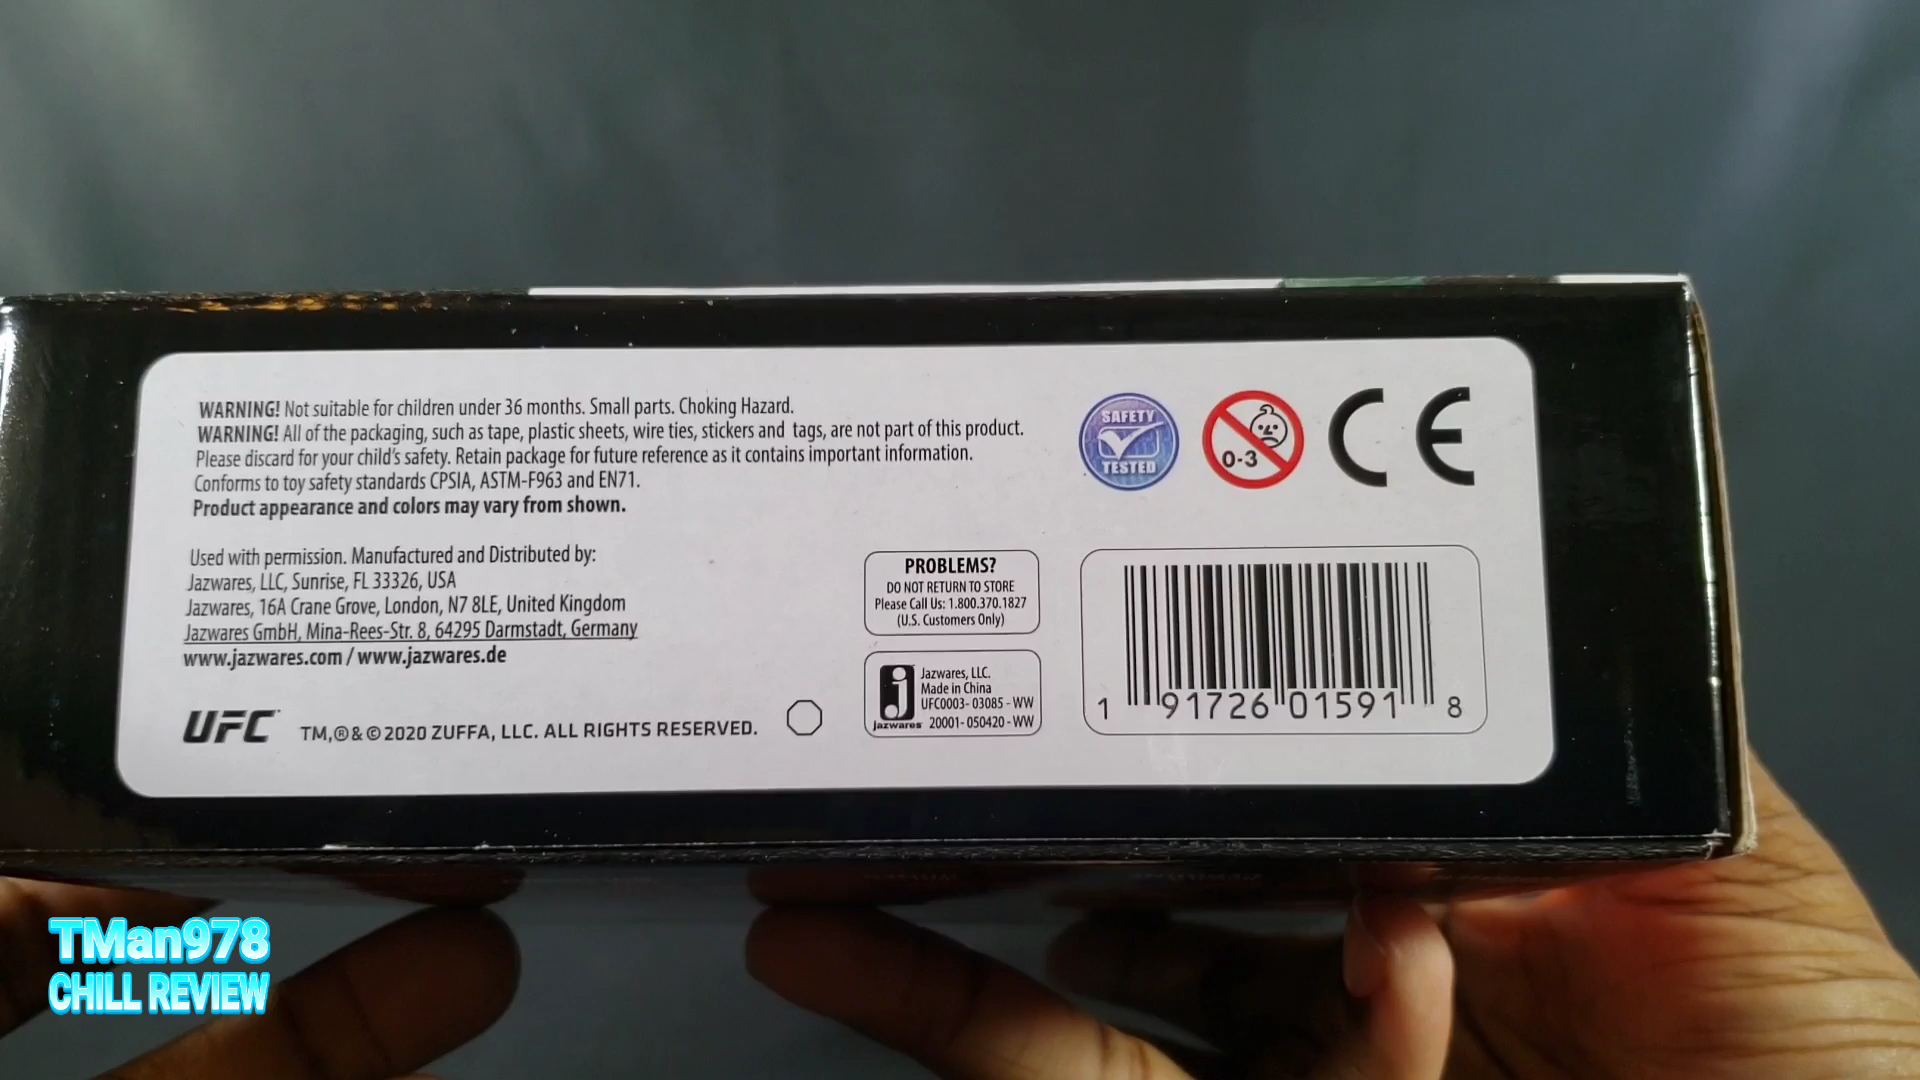 WARNING! Not suitable for children under 36 months. Small parts. Choking Hazard.
WARNING! All of the packaging, such as tape, plastic sheets, wire ties, stickers and tags, are not part of this product.
Please discard for your child's safety. Retain package for future reference as it contains important information.
Conforms to toy safety standards CPSIA, ASTM-F963 and EN71.
Product appearance and colors may vary from shown.
Used with permission. Manufactured and Distributed by:
Jazwares, LLC, Sunrise, FL 33326, USA
Jazwares, 16A Crane Grove, London, N7 8LE, United Kingdom
Jazwares GmbH, Mina-Rees-Str. 8, 64295 Darmstadt, Germany
www.jazwares.com / www.jazwares.de
UFC TM,®&©2020 ZUFFA, LLC. ALL RIGHTS RESERVED.
SAFETY
TESTED
0-3
CE
PROBLEMS?
DO NOT RETURN TO STORE
Please Call Us: 1.800.370.1827
(U.S. Customers Only)
j
jazwares
Jazwares, LLC.
Made in China
UFC0003-03085-WW
20001-050420-WW
1 91726 01591 8
TMan978
CHILL REVIEW